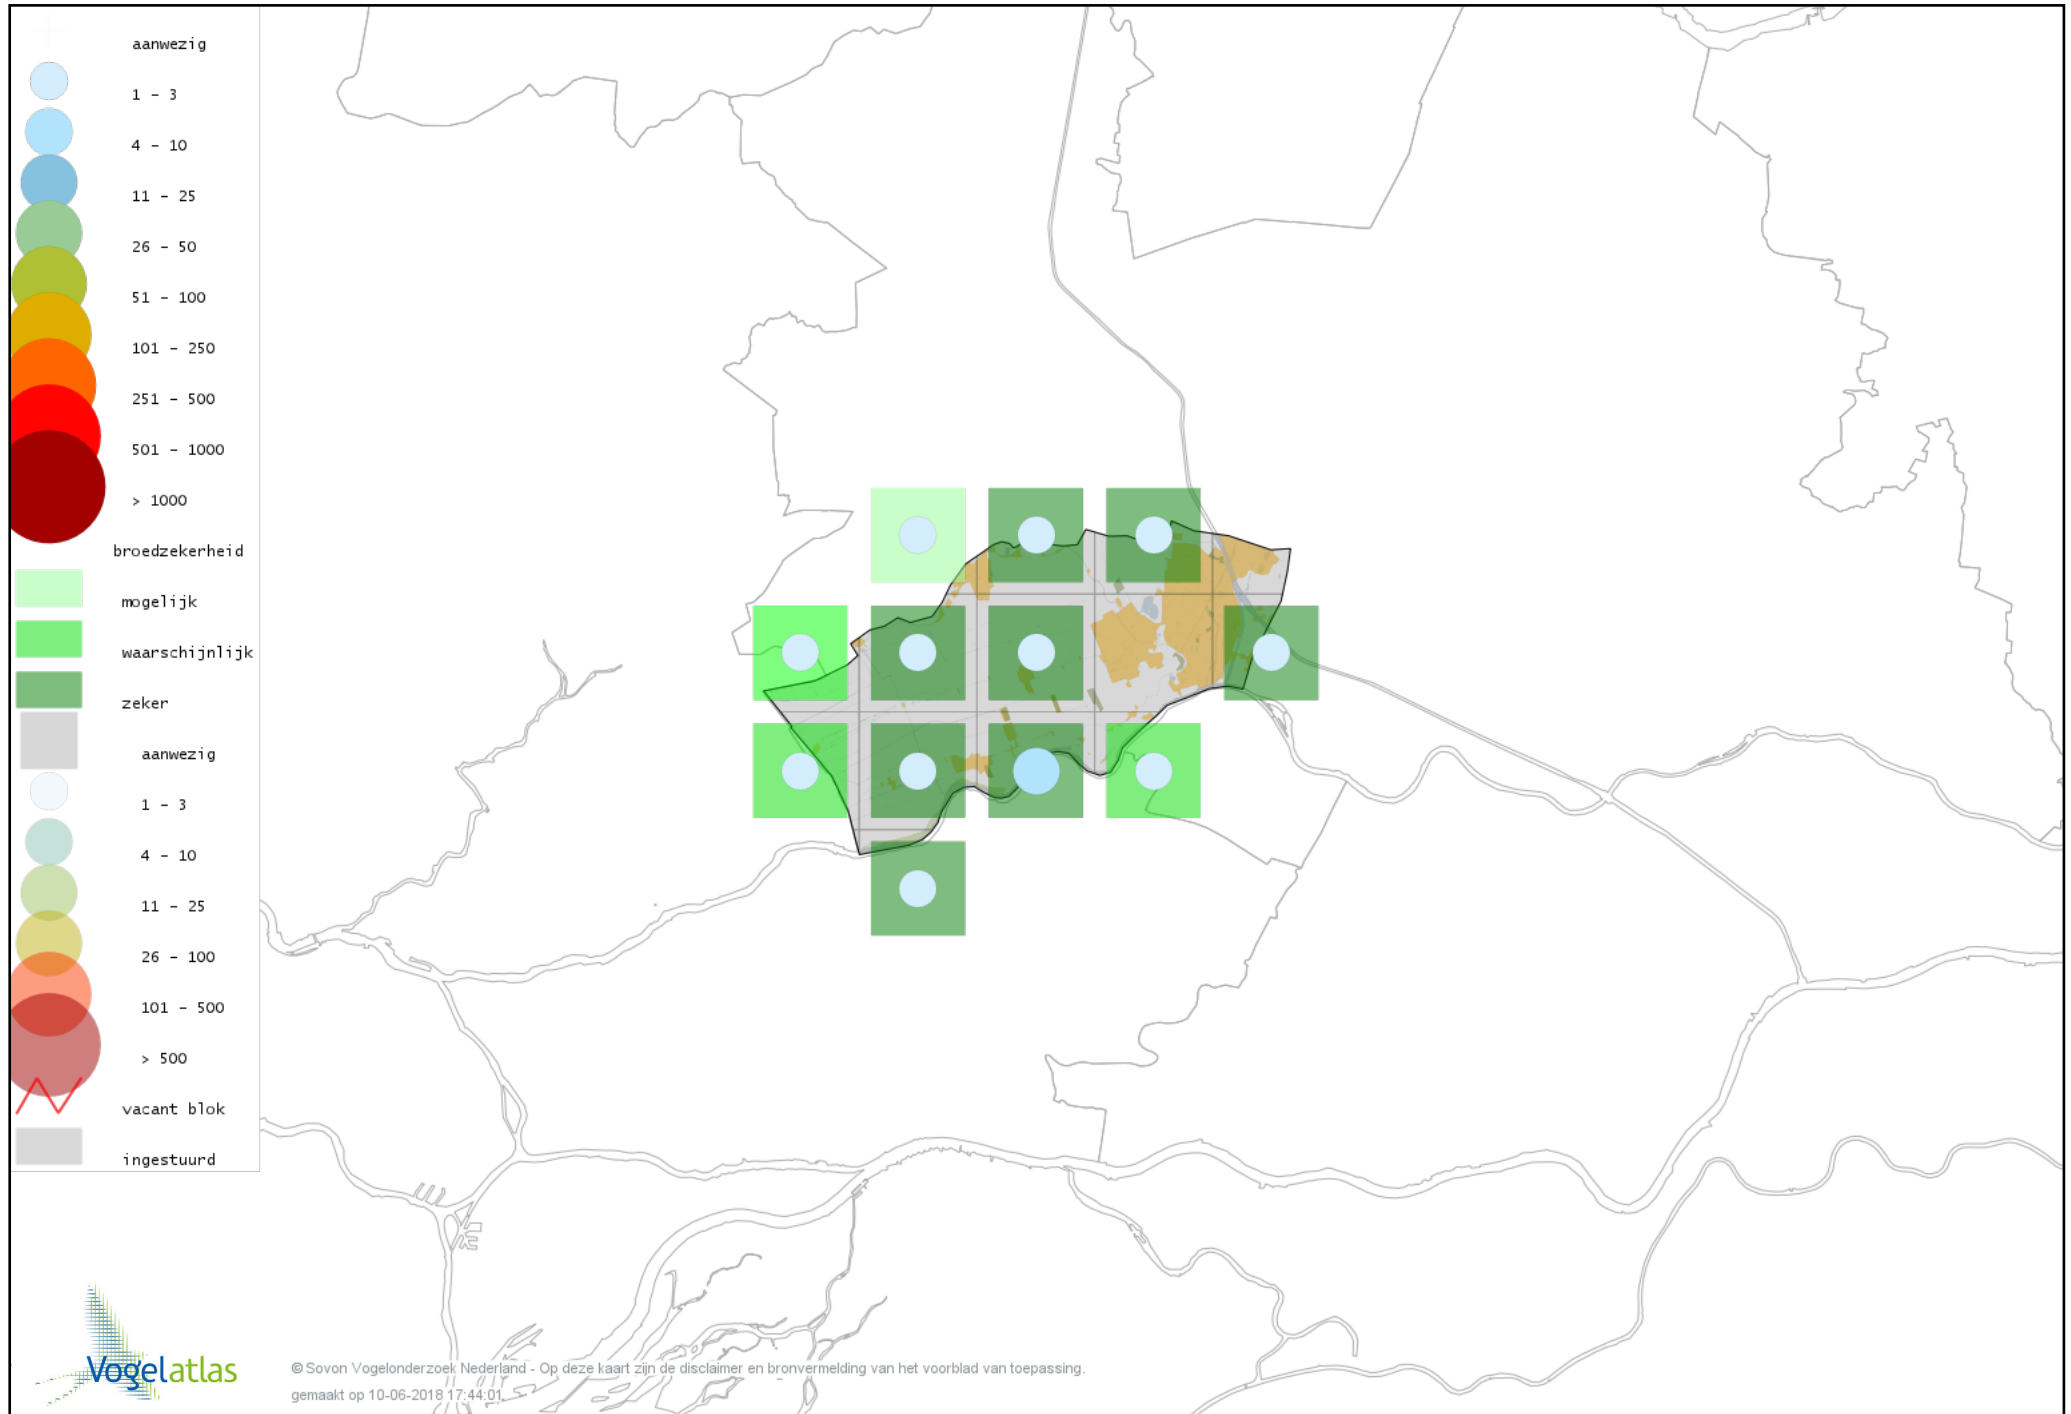 aanwezig
1 - 3
4 - 10
11 - 25
26 - 50
51 - 100
101 - 250
251 - 500
501 - 1000
> 1000
broedzekerheid
mogelijk
waarschijnlijk
zeker
aanwezig
1 - 3
4 - 10
11 - 25
26 - 100
101 - 500
> 500
vacant blok
ingestuurd
Vogelatlas
© Sovon Vogelonderzoek Nederland - Op deze kaart zijn de disclaimer en bronvermelding van het voorblad van toepassing.
gemaakt op 10-06-2018 17:44:01